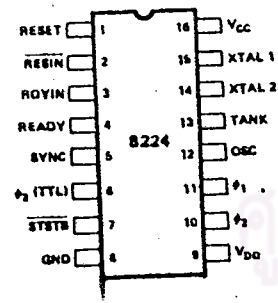 RESET 1 16 VCC
RESIN 2 15 XTAL 1
RDYIN 3 14 XTAL 2
READY 4 13 TANK
SYNC 5 8224 12 OSC
ϕ2 (TTL) 6 11 ϕ1
STSTB 7 10 ϕ2
GND 8 9 VDD